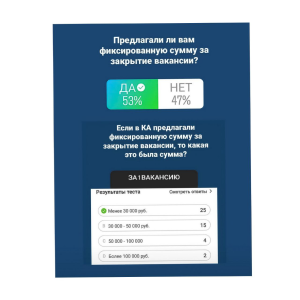 Предлагали ли вам
фиксированную сумму за
закрытие вакансии?
ДА
53%
НЕТ
47%
Если в КА предлагали
фиксированную сумму за
закрытие вакансии, то какая
это была сумма?
ЗА 1 ВАКАНСИЮ
Результаты теста
Смотреть ответы
Менее 30 000 руб.
25
30 000 - 50 000 руб.
15
50 000 - 100 000
4
Более 100 000 руб.
2